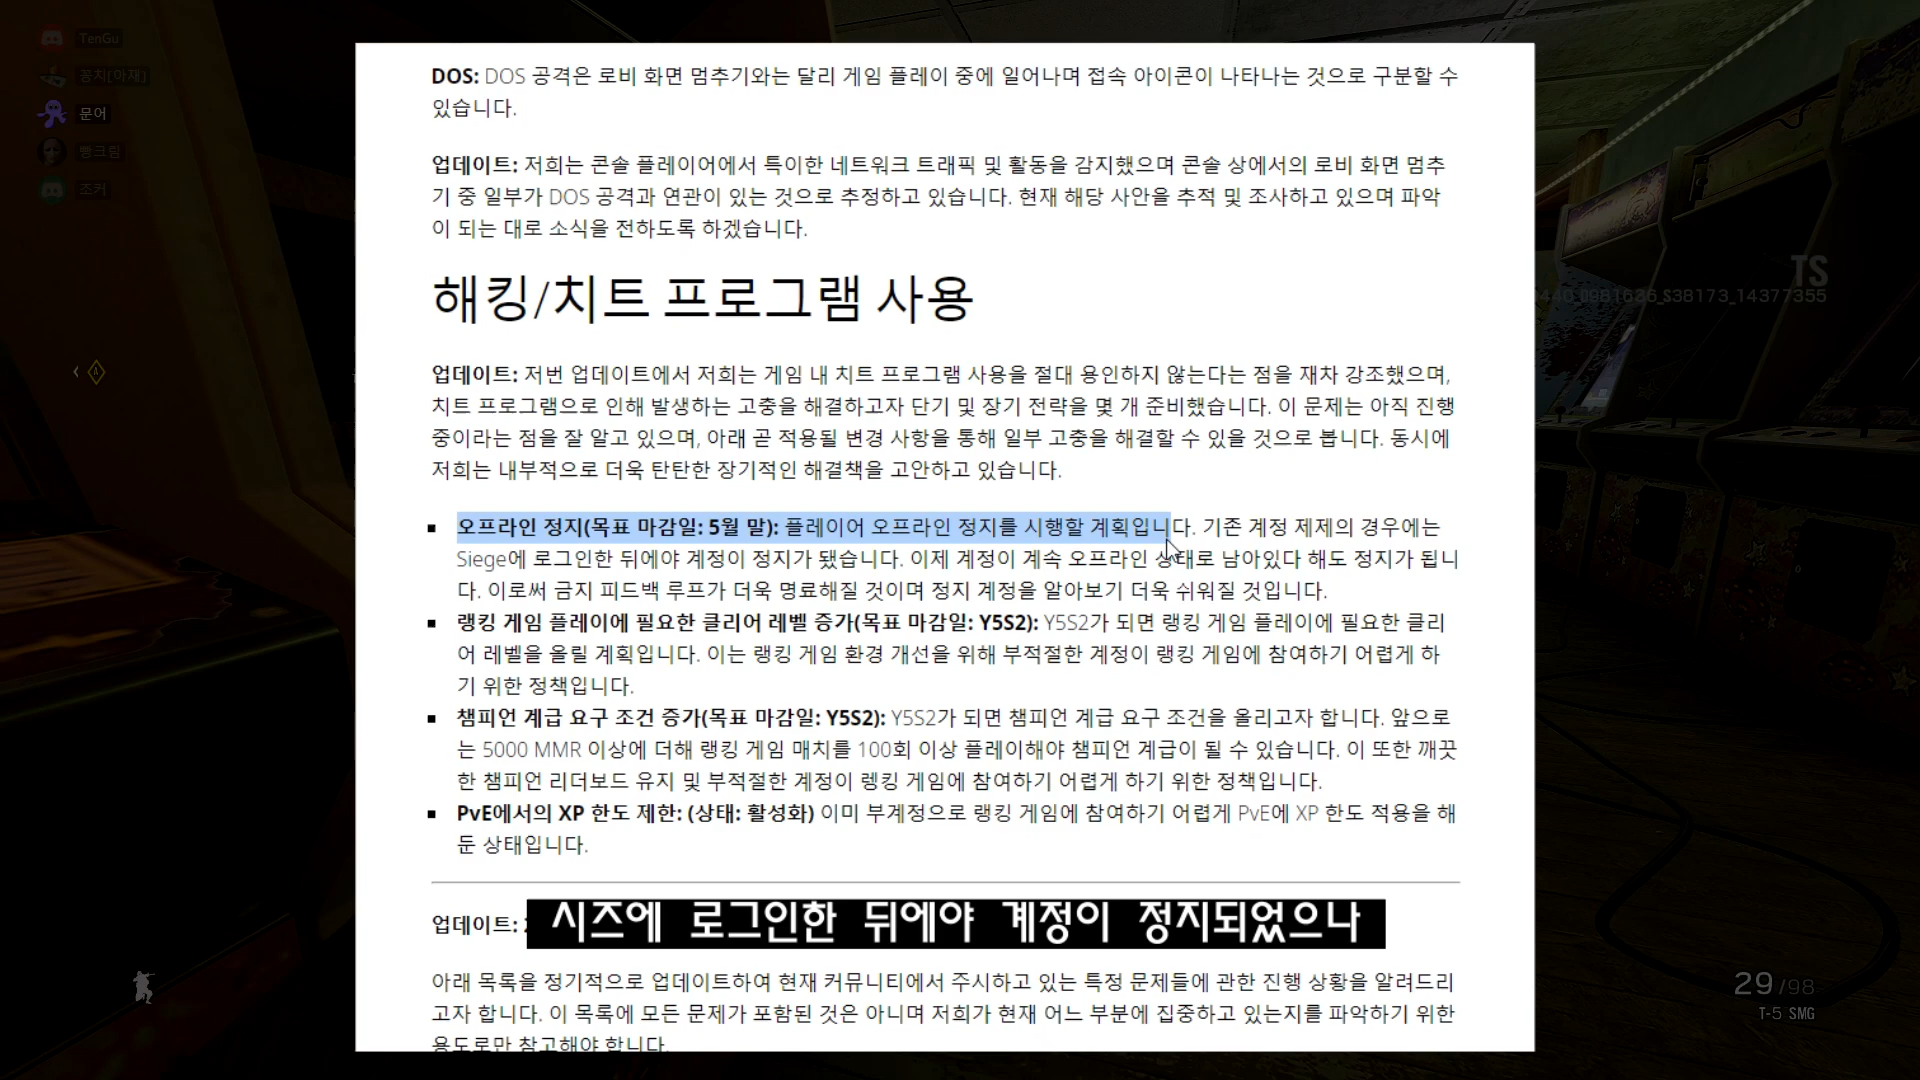 TenGu
꽁치[아재]
문어
빵크림
조커
DOS: DOS 공격은 로비 화면 멈추기와는 달리 게임 플레이 중에 일어나며 접속 아이콘이 나타나는 것으로 구분할 수
있습니다.
업데이트: 저희는 콘솔 플레이어에서 특이한 네트워크 트래픽 및 활동을 감지했으며 콘솔 상에서의 로비 화면 멈추
기 중 일부가 DOS 공격과 연관이 있는 것으로 추정하고 있습니다. 현재 해당 사안을 추적 및 조사하고 있으며 파악
이 되는 대로 소식을 전하도록 하겠습니다.
해킹/치트 프로그램 사용
업데이트: 저번 업데이트에서 저희는 게임 내 치트 프로그램 사용을 절대 용인하지 않는다는 점을 재차 강조했으며,
치트 프로그램으로 인해 발생하는 고충을 해결하고자 단기 및 장기 전략을 몇 개 준비했습니다. 이 문제는 아직 진행
중이라는 점을 잘 알고 있으며, 아래 곧 적용될 변경 사항을 통해 일부 고충을 해결할 수 있을 것으로 봅니다. 동시에
저희는 내부적으로 더욱 탄탄한 장기적인 해결책을 고안하고 있습니다.
▪ 오프라인 정지(목표 마감일: 5월 말): 플레이어 오프라인 정지를 시행할 계획입니다. 기존 계정 제제의 경우에는
Siege에 로그인한 뒤에야 계정이 정지가 됐습니다. 이제 계정이 계속 오프라인 상태로 남아있다 해도 정지가 됩니
다. 이로써 금지 피드백 루프가 더욱 명료해질 것이며 정지 계정을 알아보기 더욱 쉬워질 것입니다.
▪ 랭킹 게임 플레이에 필요한 클리어 레벨 증가(목표 마감일: Y5S2): Y5S2가 되면 랭킹 게임 플레이에 필요한 클리
어 레벨을 올릴 계획입니다. 이는 랭킹 게임 환경 개선을 위해 부적절한 계정이 랭킹 게임에 참여하기 어렵게 하
기 위한 정책입니다.
▪ 챔피언 계급 요구 조건 증가(목표 마감일: Y5S2): Y5S2가 되면 챔피언 계급 요구 조건을 올리고자 합니다. 앞으로
는 5000 MMR 이상에 더해 랭킹 게임 매치를 100회 이상 플레이해야 챔피언 계급이 될 수 있습니다. 이 또한 깨끗
한 챔피언 리더보드 유지 및 부적절한 계정이 렝킹 게임에 참여하기 어렵게 하기 위한 정책입니다.
▪ PvE에서의 XP 한도 제한: (상태: 활성화) 이미 부계정으로 랭킹 게임에 참여하기 어렵게 PvE에 XP 한도 적용을 해
둔 상태입니다.
업데이트:
시즈에 로그인한 뒤에야 계정이 정지되었으나
아래 목록을 정기적으로 업데이트하여 현재 커뮤니티에서 주시하고 있는 특정 문제들에 관한 진행 상황을 알려드리
고자 합니다. 이 목록에 모든 문제가 포함된 것은 아니며 저희가 현재 어느 부분에 집중하고 있는지를 파악하기 위한
용도로만 참고해야 합니다.
TS
A
29/98
T-5 SMG